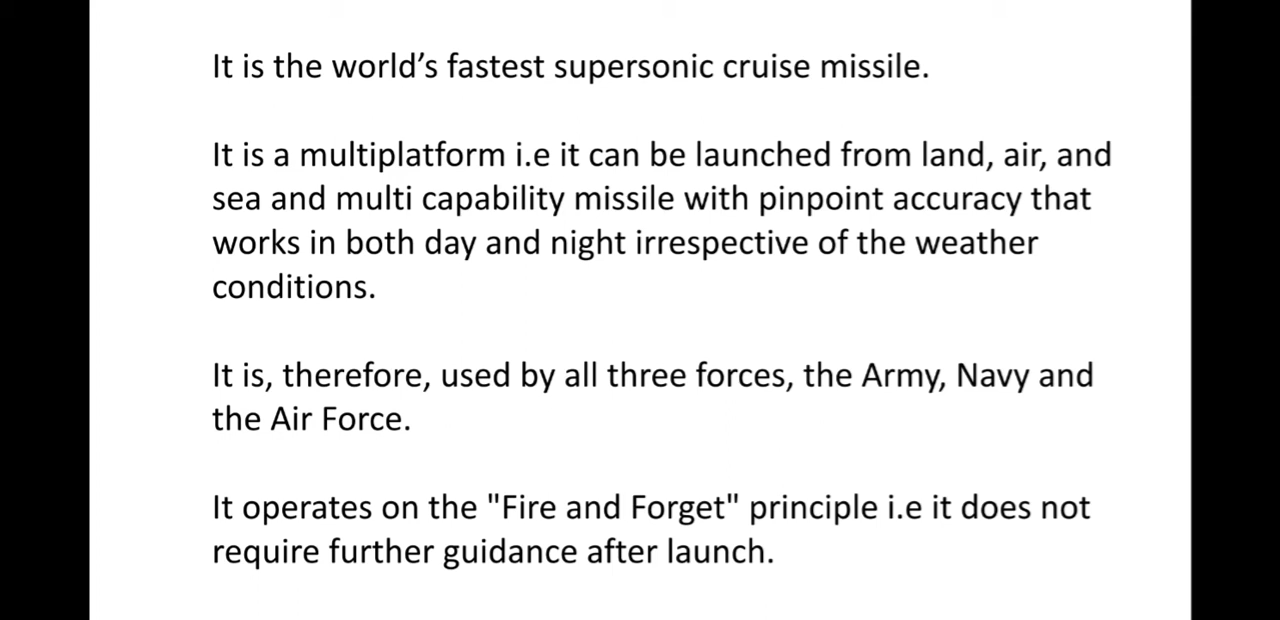 It is the world’s fastest supersonic cruise missile.
It is a multiplatform i.e it can be launched from land, air, and
sea and multi capability missile with pinpoint accuracy that
works in both day and night irrespective of the weather
conditions.
It is, therefore, used by all three forces, the Army, Navy and
the Air Force.
It operates on the "Fire and Forget" principle i.e it does not
require further guidance after launch.